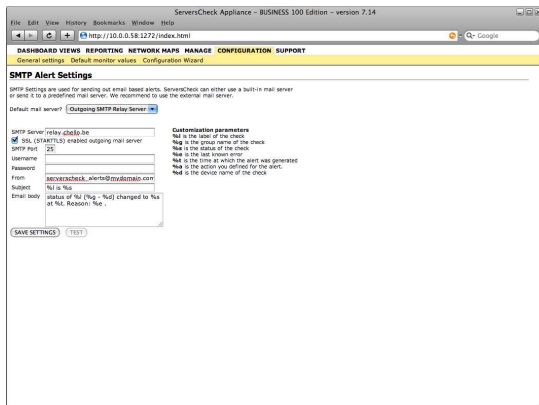 ServersCheck Appliance – BUSINESS 100 Edition – version 7.14
File Edit View History Bookmarks Window Help
http://10.0.0.58:1272/index.html
Google
DASHBOARD VIEWS REPORTING NETWORK MAPS MANAGE CONFIGURATION SUPPORT
General settings Default monitor values Configuration Wizard
SMTP Alert Settings
SMTP Settings are used for sending out email based alerts. ServersCheck can either use a built-in mail server
or send it to a predefined mail server. We recommend to use the external mail server.
Default mail server? Outgoing SMTP Relay Server
SMTP Server relay.chello.be
SSL (STARTTLS) enabled outgoing mail server
SMTP Port 25
Username
Password
From serverscheck_alerts@mydomain.com
Subject %l is %s
Email body status of %l (%g - %d) changed to %s
at %t. Reason: %e .
SAVE SETTINGS TEST
Customization parameters
%l is the label of the check
%g is the group name of the check
%s is the status of the check
%e is the last known error
%t is the time at which the alert was generated
%a is the action you defined for the alert.
%d is the device name of the check